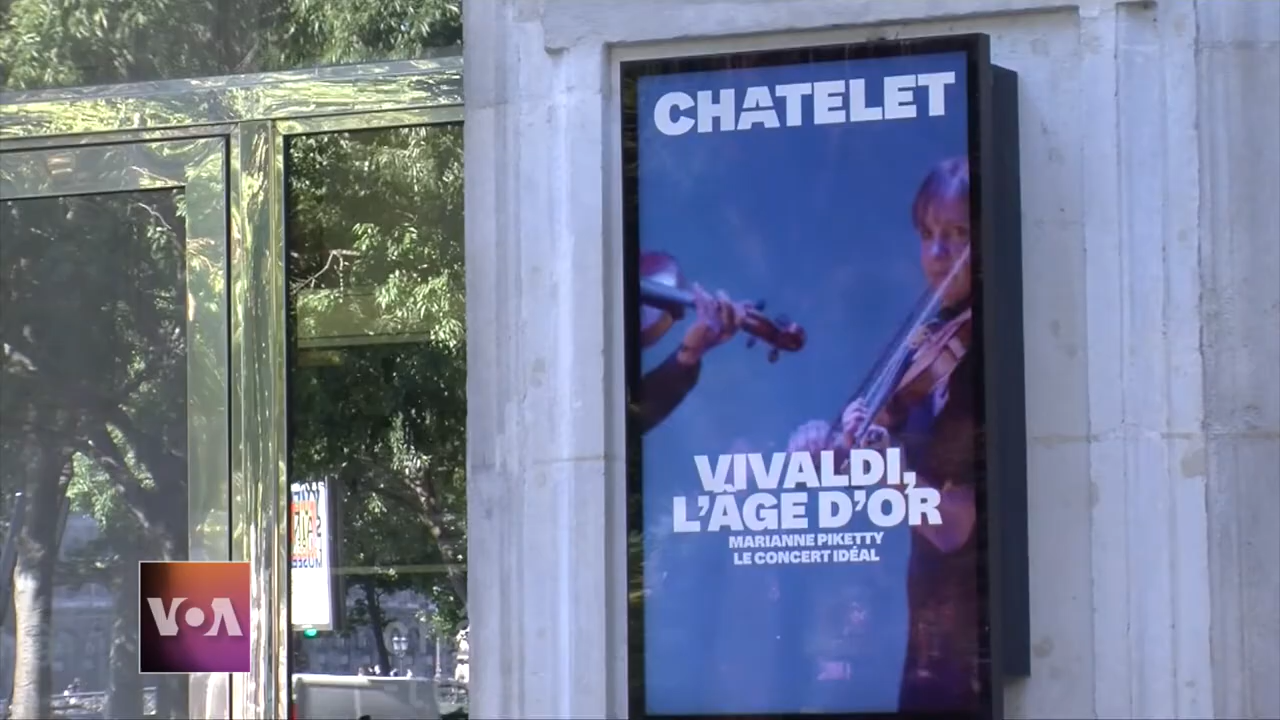 CHATELET
VIVALDI,
L'ÂGE D'OR
MARIANNE PIKETTY
LE CONCERT IDÉAL
VOA